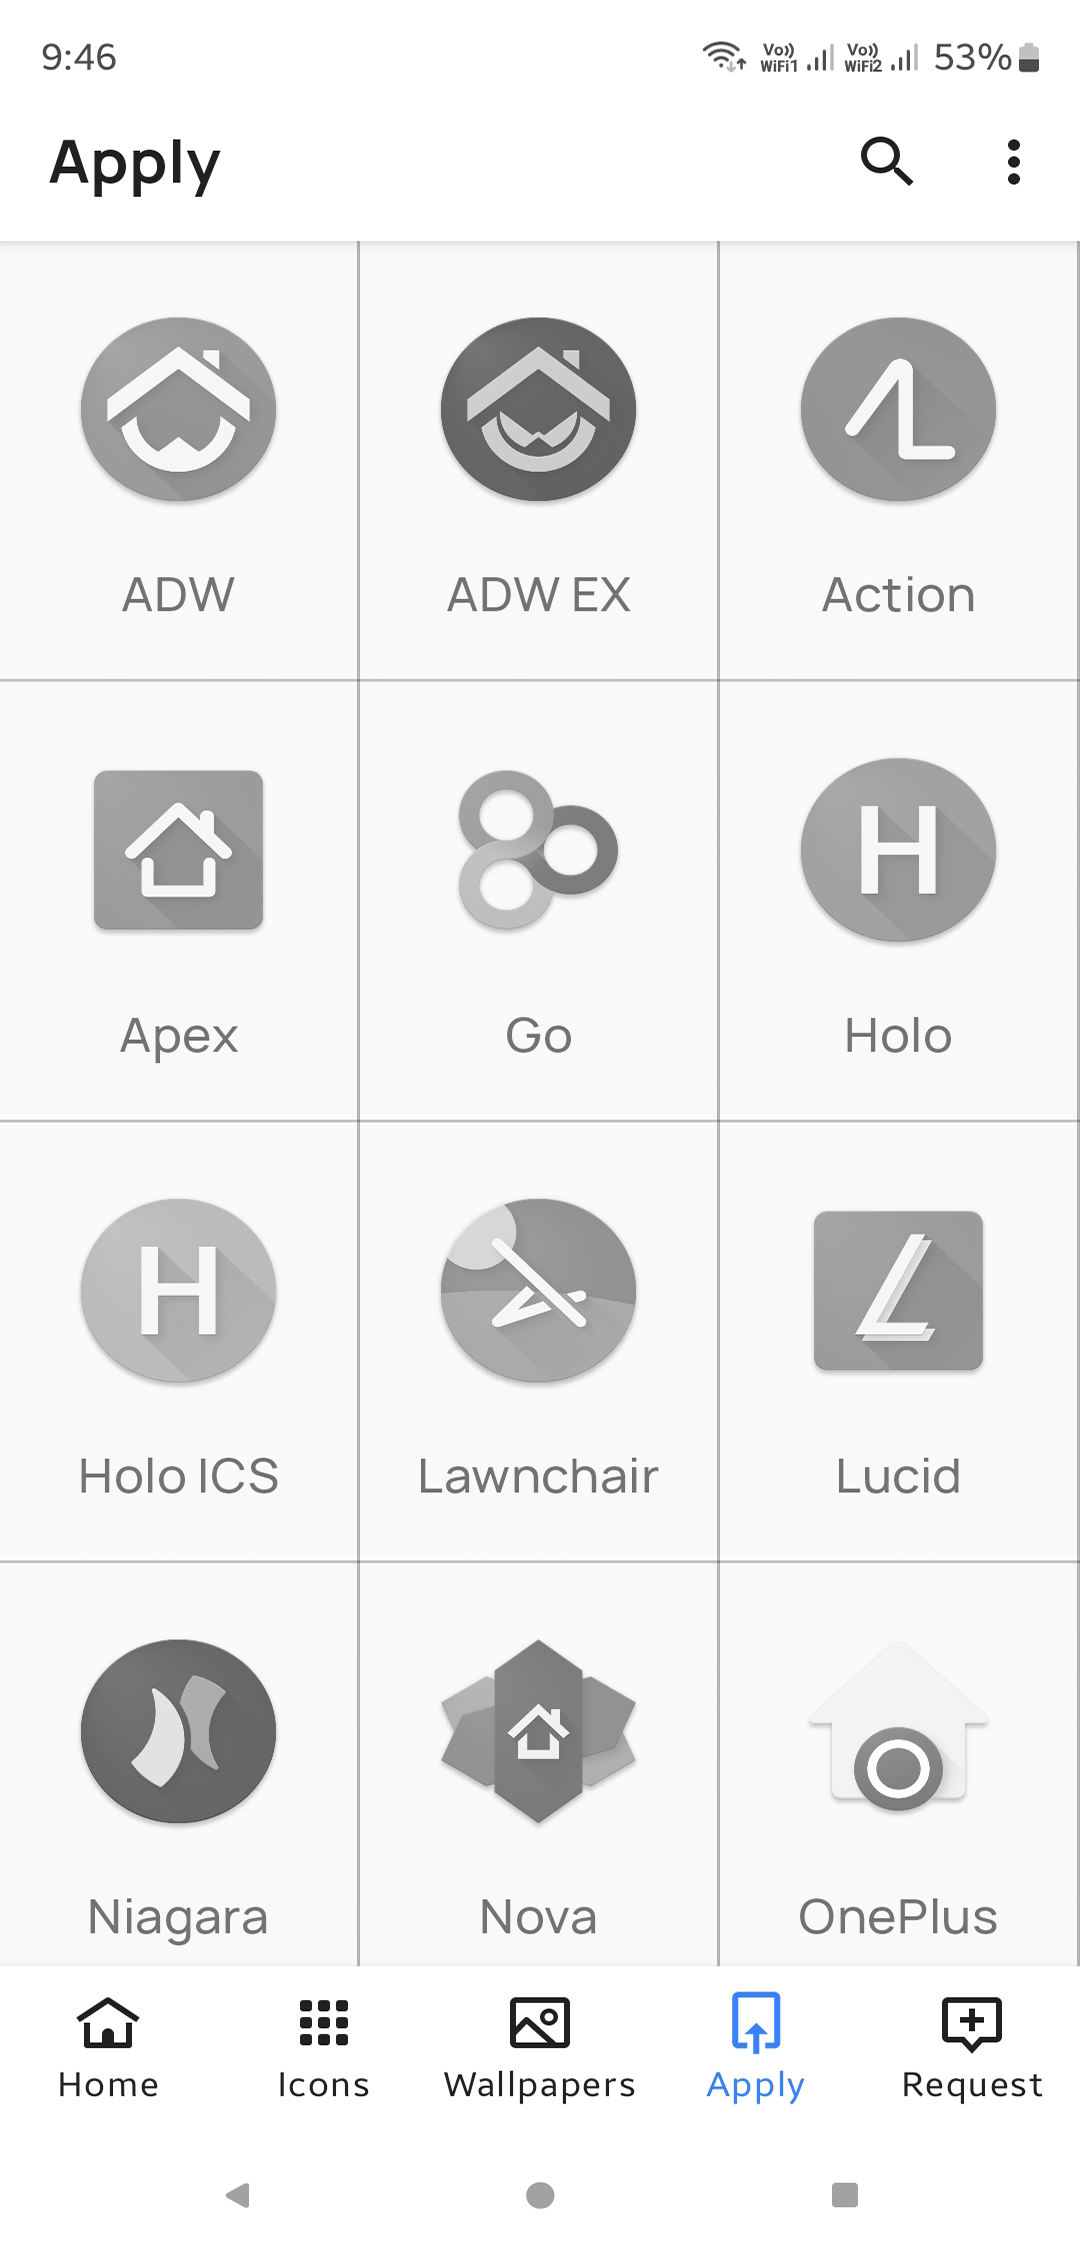 9:46
Vo)) WiFi1 Vo)) WiFi2 53%
Apply
ADW ADW EX Action
Apex Go Holo
Holo ICS Lawnchair Lucid
Niagara Nova OnePlus
Home Icons Wallpapers Apply Request